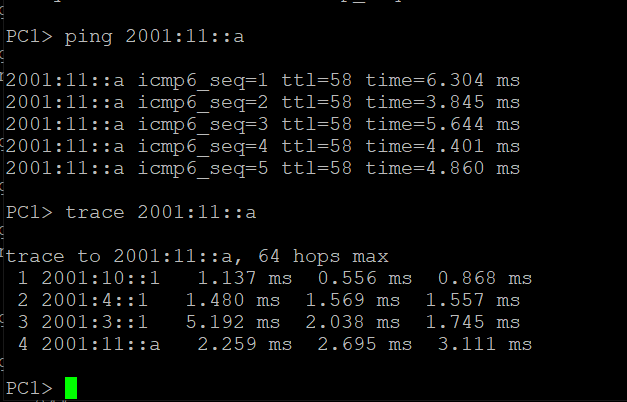 PC1> ping 2001:11::a
2001:11::a icmp6_seq=1 ttl=58 time=6.304 ms
2001:11::a icmp6_seq=2 ttl=58 time=3.845 ms
2001:11::a icmp6_seq=3 ttl=58 time=5.644 ms
2001:11::a icmp6_seq=4 ttl=58 time=4.401 ms
2001:11::a icmp6_seq=5 ttl=58 time=4.860 ms
PC1> trace 2001:11::a
trace to 2001:11::a, 64 hops max
1 2001:10::1 1.137 ms 0.556 ms 0.868 ms
2 2001:4::1 1.480 ms 1.569 ms 1.557 ms
3 2001:3::1 5.192 ms 2.038 ms 1.745 ms
4 2001:11::a 2.259 ms 2.695 ms 3.111 ms
PC1>